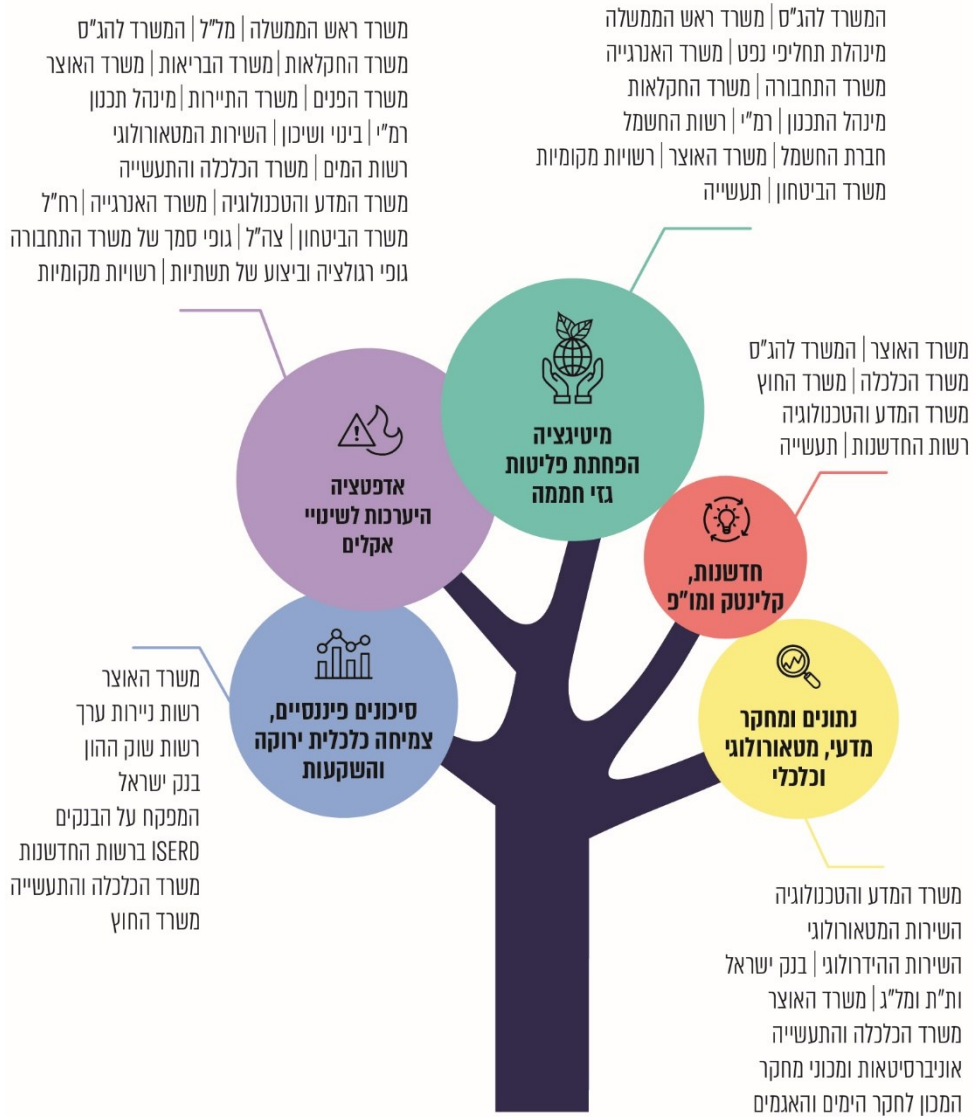 המשרד להג"ס | משרד ראש הממשלה
מינהלת תחליפי נפט | משרד האנרגייה
משרד התחבורה | משרד החקלאות
מינהל התכנון | רמ"י | רשות החשמל
חברת החשמל | משרד האוצר | רשויות מקומיות
משרד הביטחון | תעשייה
משרד ראש הממשלה | מל"ל | המשרד להג"ס
משרד החקלאות | משרד הבריאות | משרד האוצר
משרד הפנים | משרד התיירות | מינהל תכנון
רמ"י | בינוי ושיכון | השירות המטאורולוגי
רשות המים | משרד הכלכלה והתעשייה
משרד המדע והטכנולוגיה | משרד האנרגייה | רח"ל
משרד הביטחון | צה"ל | גופי סמך של משרד התחבורה
גופי רגולציה וביצוע של תשתיות | רשויות מקומיות
משרד האוצר | המשרד להג"ס
משרד הכלכלה | משרד החוץ
משרד המדע והטכנולוגיה
רשות החדשנות | תעשייה
מיטיגציה
הפחתת פליטות
גזי חממה
אדפטציה
היערכות לשינויי
אקלים
חדשנות,
קלינטק ומו"פ
נתונים ומחקר
מדעי, מטאורולוגי
וכלכלי
סיכונים פיננסיים,
צמיחה כלכלית ירוקה
והשקעות
משרד האוצר
רשות ניירות ערך
רשות שוק ההון
בנק ישראל
המפקח על הבנקים
ISERD ברשות החדשנות
משרד הכלכלה והתעשייה
משרד החוץ
משרד המדע והטכנולוגיה
השירות המטאורולוגי
השירות ההידרולוגי | בנק ישראל
ות"ת ומל"ג | משרד האוצר
משרד הכלכלה והתעשייה
אוניברסיטאות ומכוני מחקר
המכון לחקר הימים והאגמים